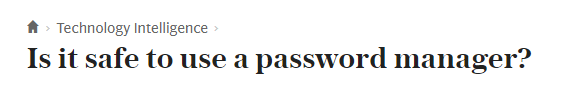 Technology Intelligence
Is it safe to use a password manager?